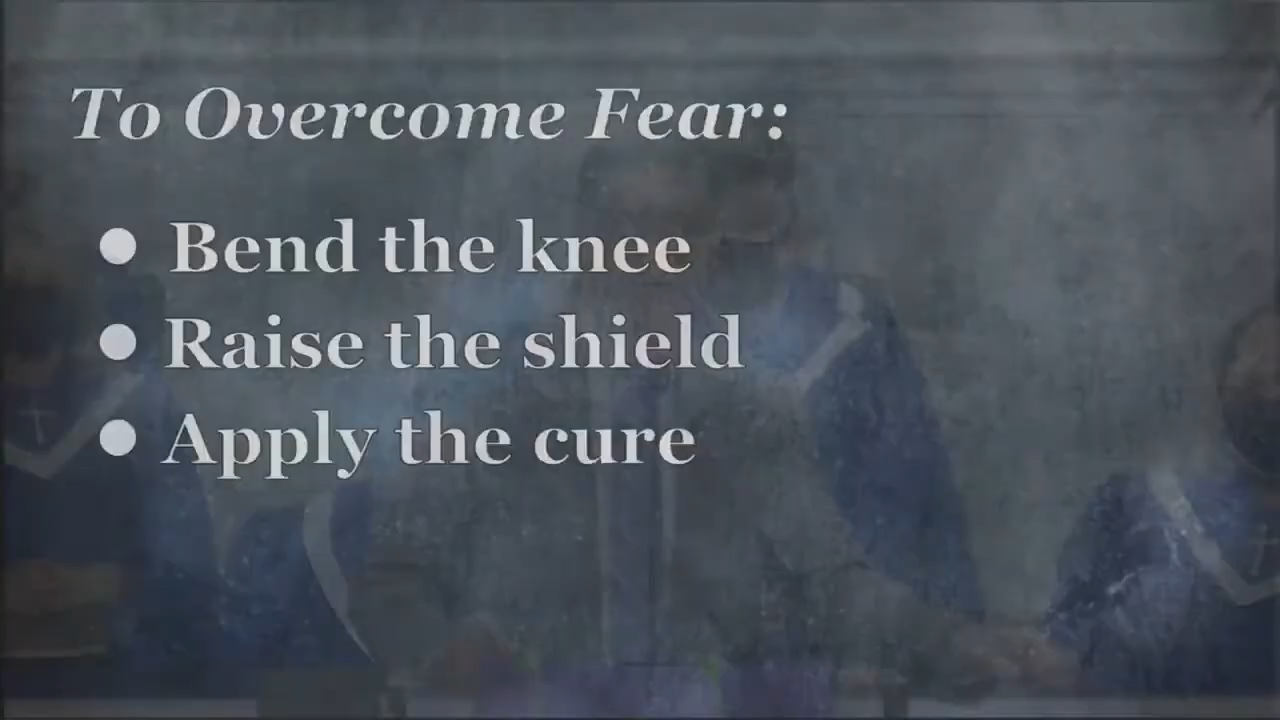 To Overcome Fear:
● Bend the knee
● Raise the shield
● Apply the cure